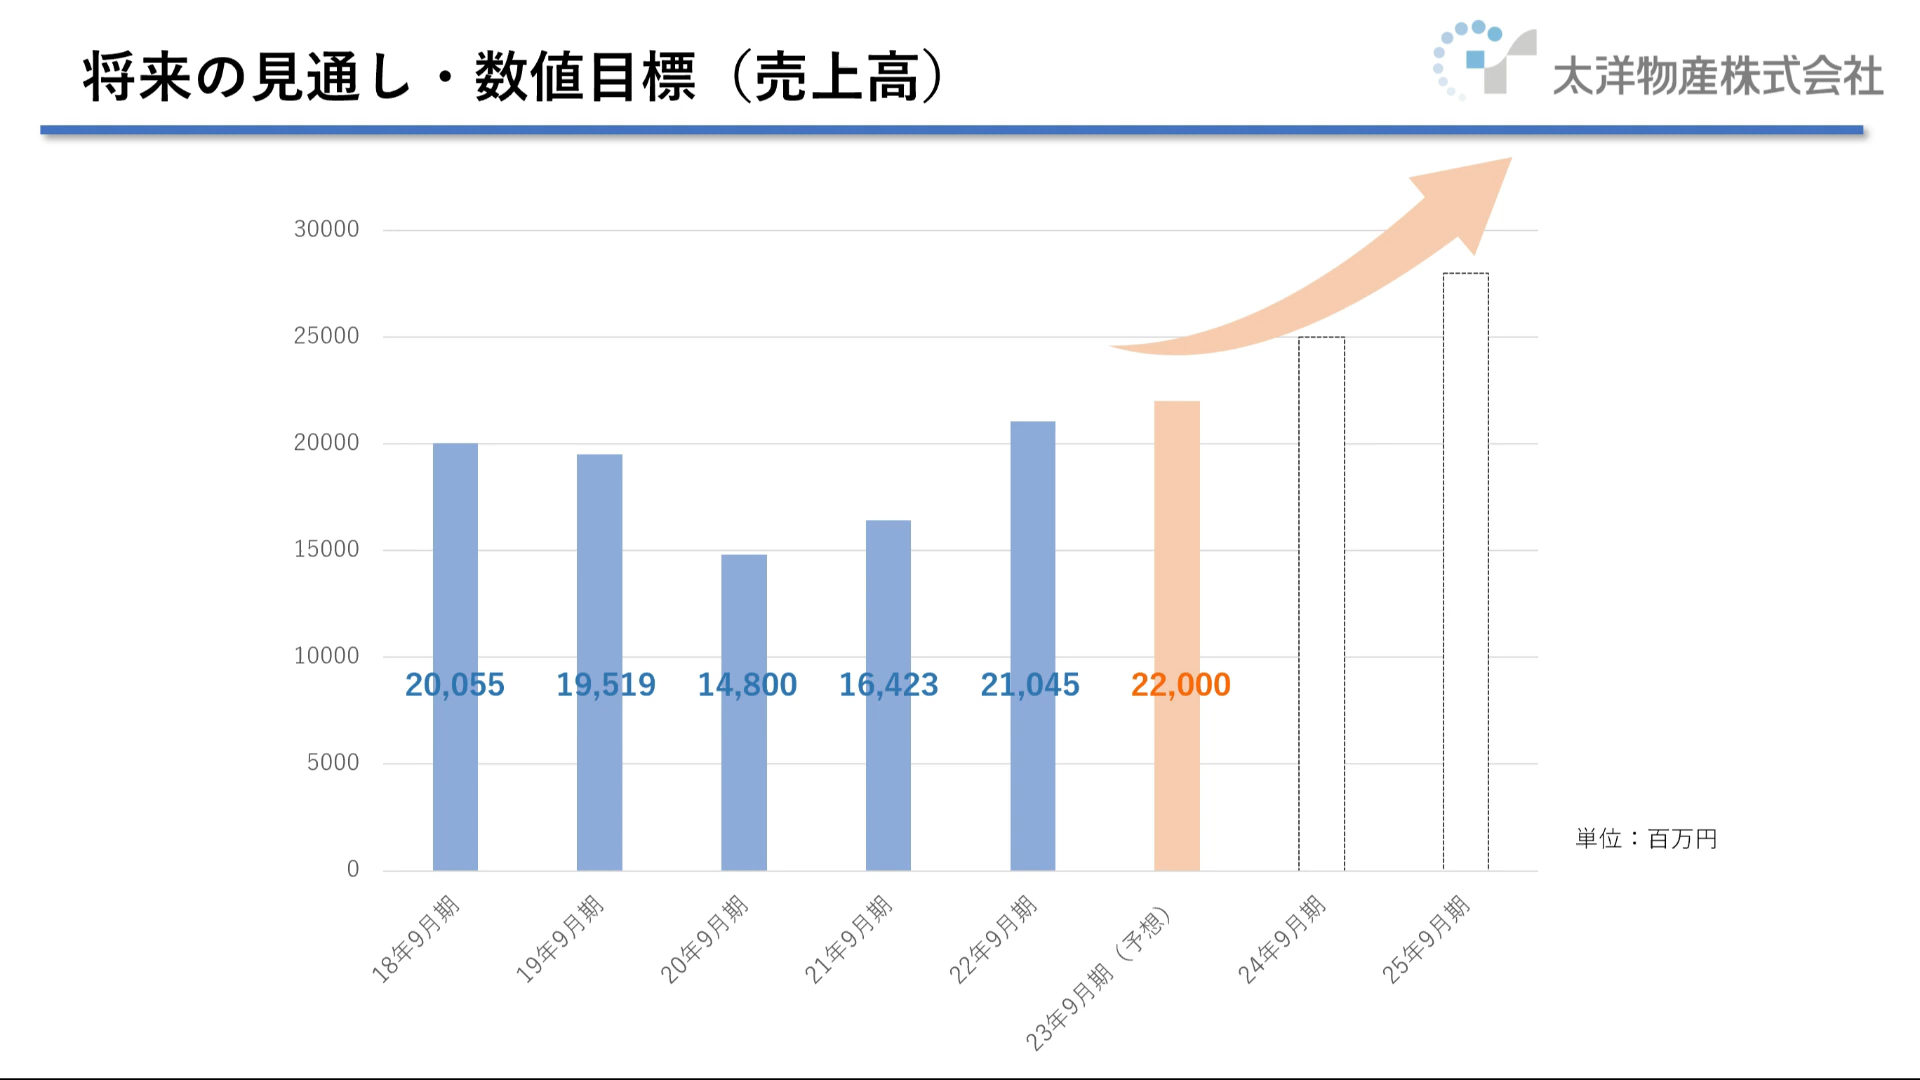 将来の見通し・数値目標（売上高）
太洋物産株式会社
30000
25000
20000
15000
10000
5000
0
20,055
19,519
14,800
16,423
21,045
22,000
単位：百万円
18年9月期
19年9月期
20年9月期
21年9月期
22年9月期
23年9月期（予想）
24年9月期
25年9月期